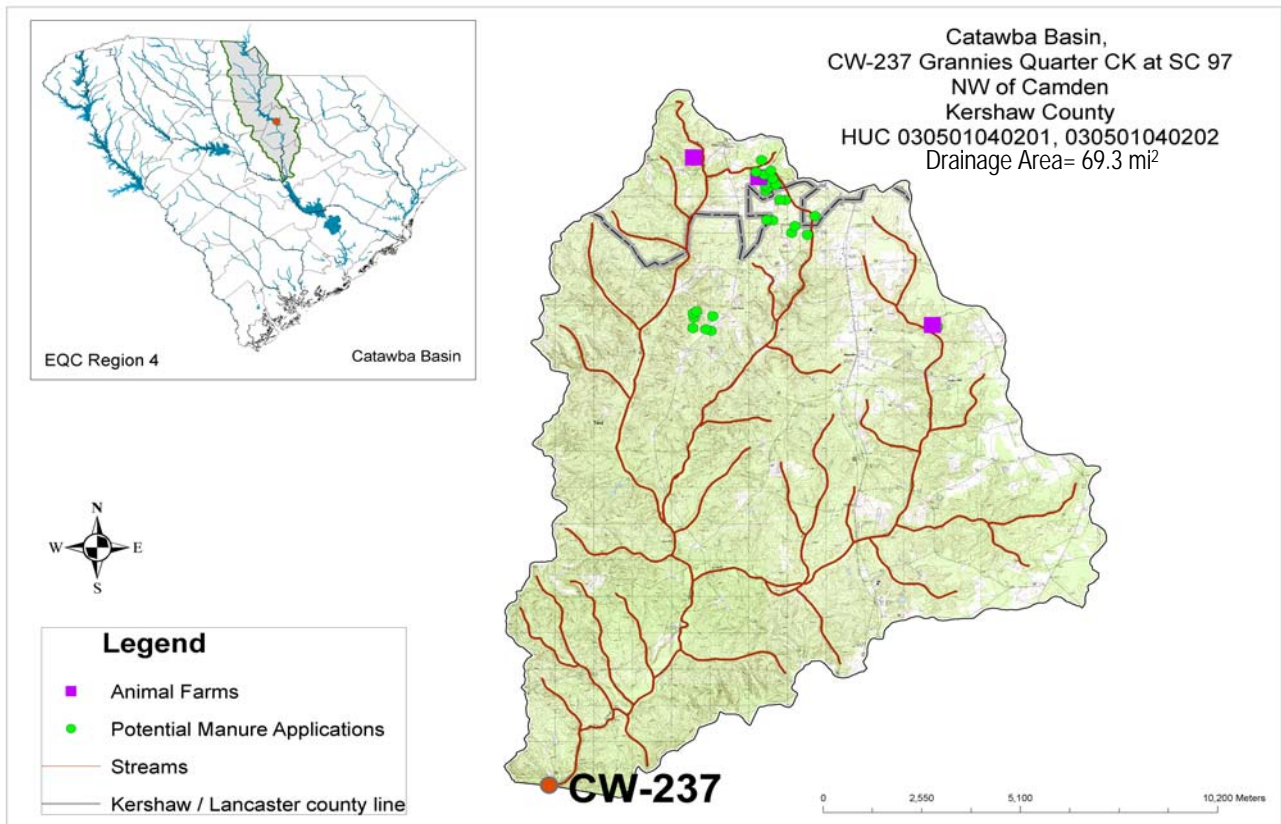 Catawba Basin,
CW-237 Grannies Quarter CK at SC 97
NW of Camden
Kershaw County
HUC 030501040201, 030501040202
Drainage Area= 69.3 mi²
EQC Region 4
Catawba Basin
N
W E
S
Legend
Animal Farms
Potential Manure Applications
Streams
Kershaw / Lancaster county line
CW-237
0 2,550 5,100 10,200 Meters